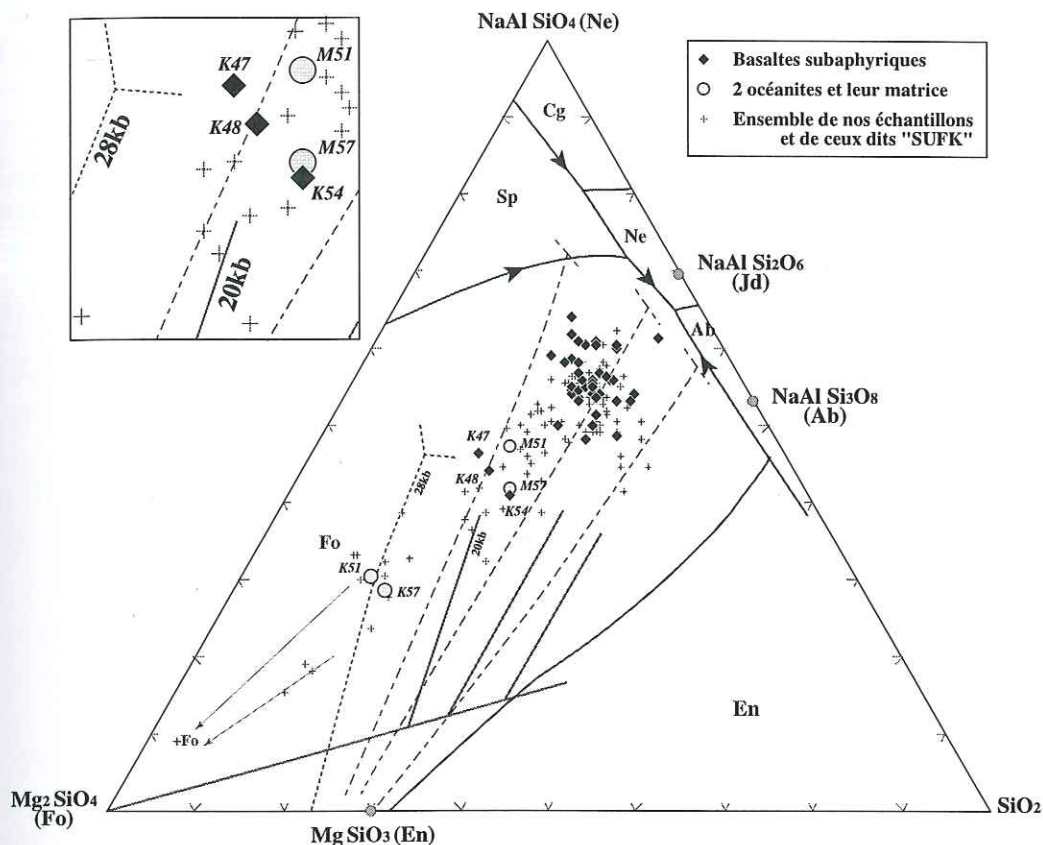 NaAl SiO4 (Ne)
Basaltes subaphyriques
2 océanites et leur matrice
Ensemble de nos échantillons
et de ceux dits "SUFK"
K47
M51
K48
28kb
M57
K54
20kb
Cg
Sp
Ne
NaAl Si2O6
(Jd)
Ab
NaAl Si3O8
(Ab)
K47
M51
K48
28kb
M57
K54
20kb
Fo
K51
K57
+Fo
En
Mg2 SiO4
(Fo)
Mg SiO3 (En)
SiO2